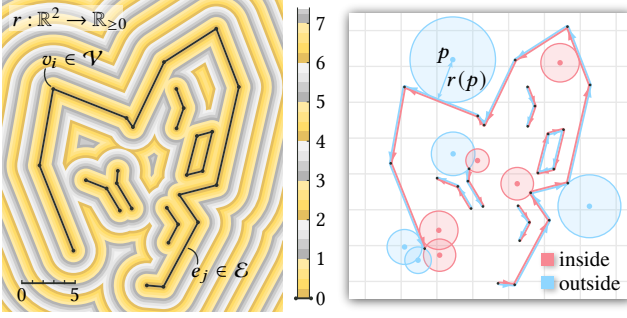 r : ℝ² → ℝ≥0
vᵢ ∈ 𝒱
eⱼ ∈ ℰ
0 5
7
6
5
4
3
2
1
0
p
r(p)
inside
outside